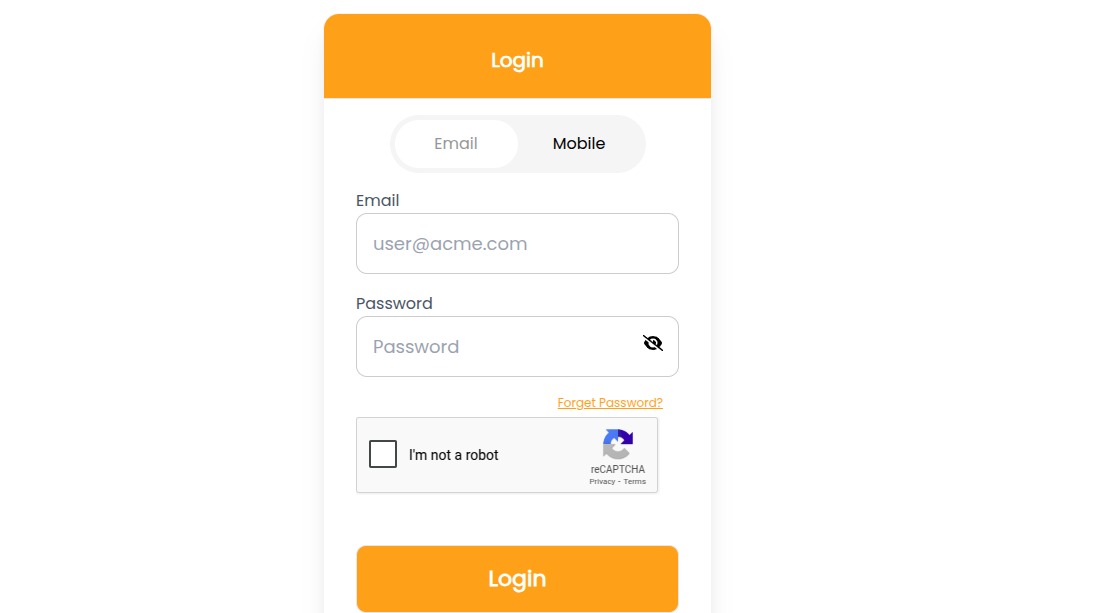 Login
Email Mobile
Email
user@acme.com
Password
Password
Forget Password?
I'm not a robot
reCAPTCHA
Privacy - Terms
Login